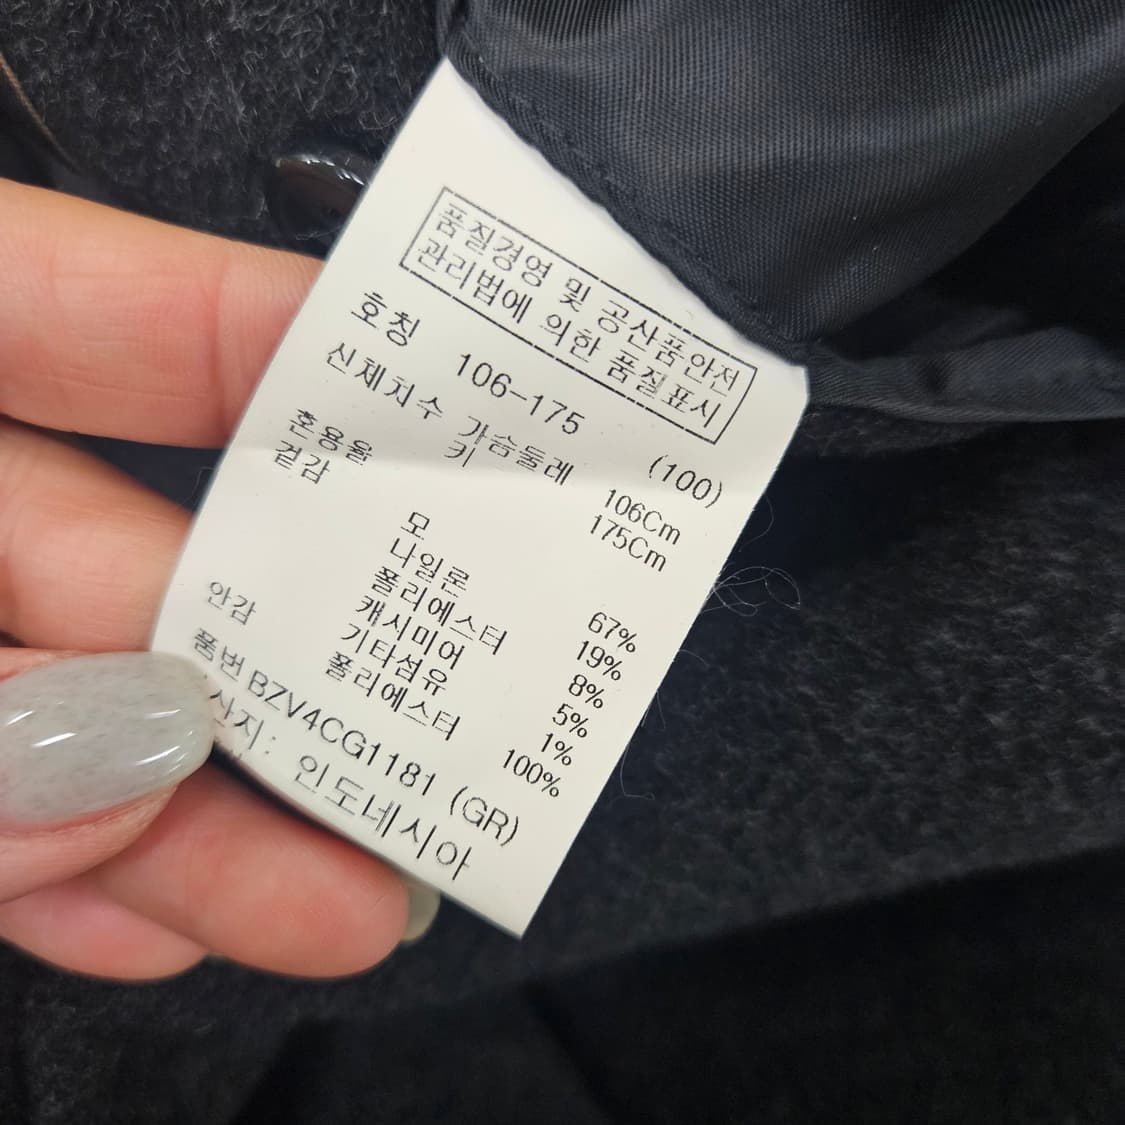 품질경영 및 공산품안전
관리법에 의한 품질표시
호칭 106-175 (100)
신체치수 가슴둘레 106Cm
키 175Cm
혼용율
겉감
모 67%
나일론 19%
폴리에스터 8%
캐시미어 5%
기타섬유 1%
안감 폴리에스터 100%
품번 BZV4CG1181 (GR)
산지: 인도네시아